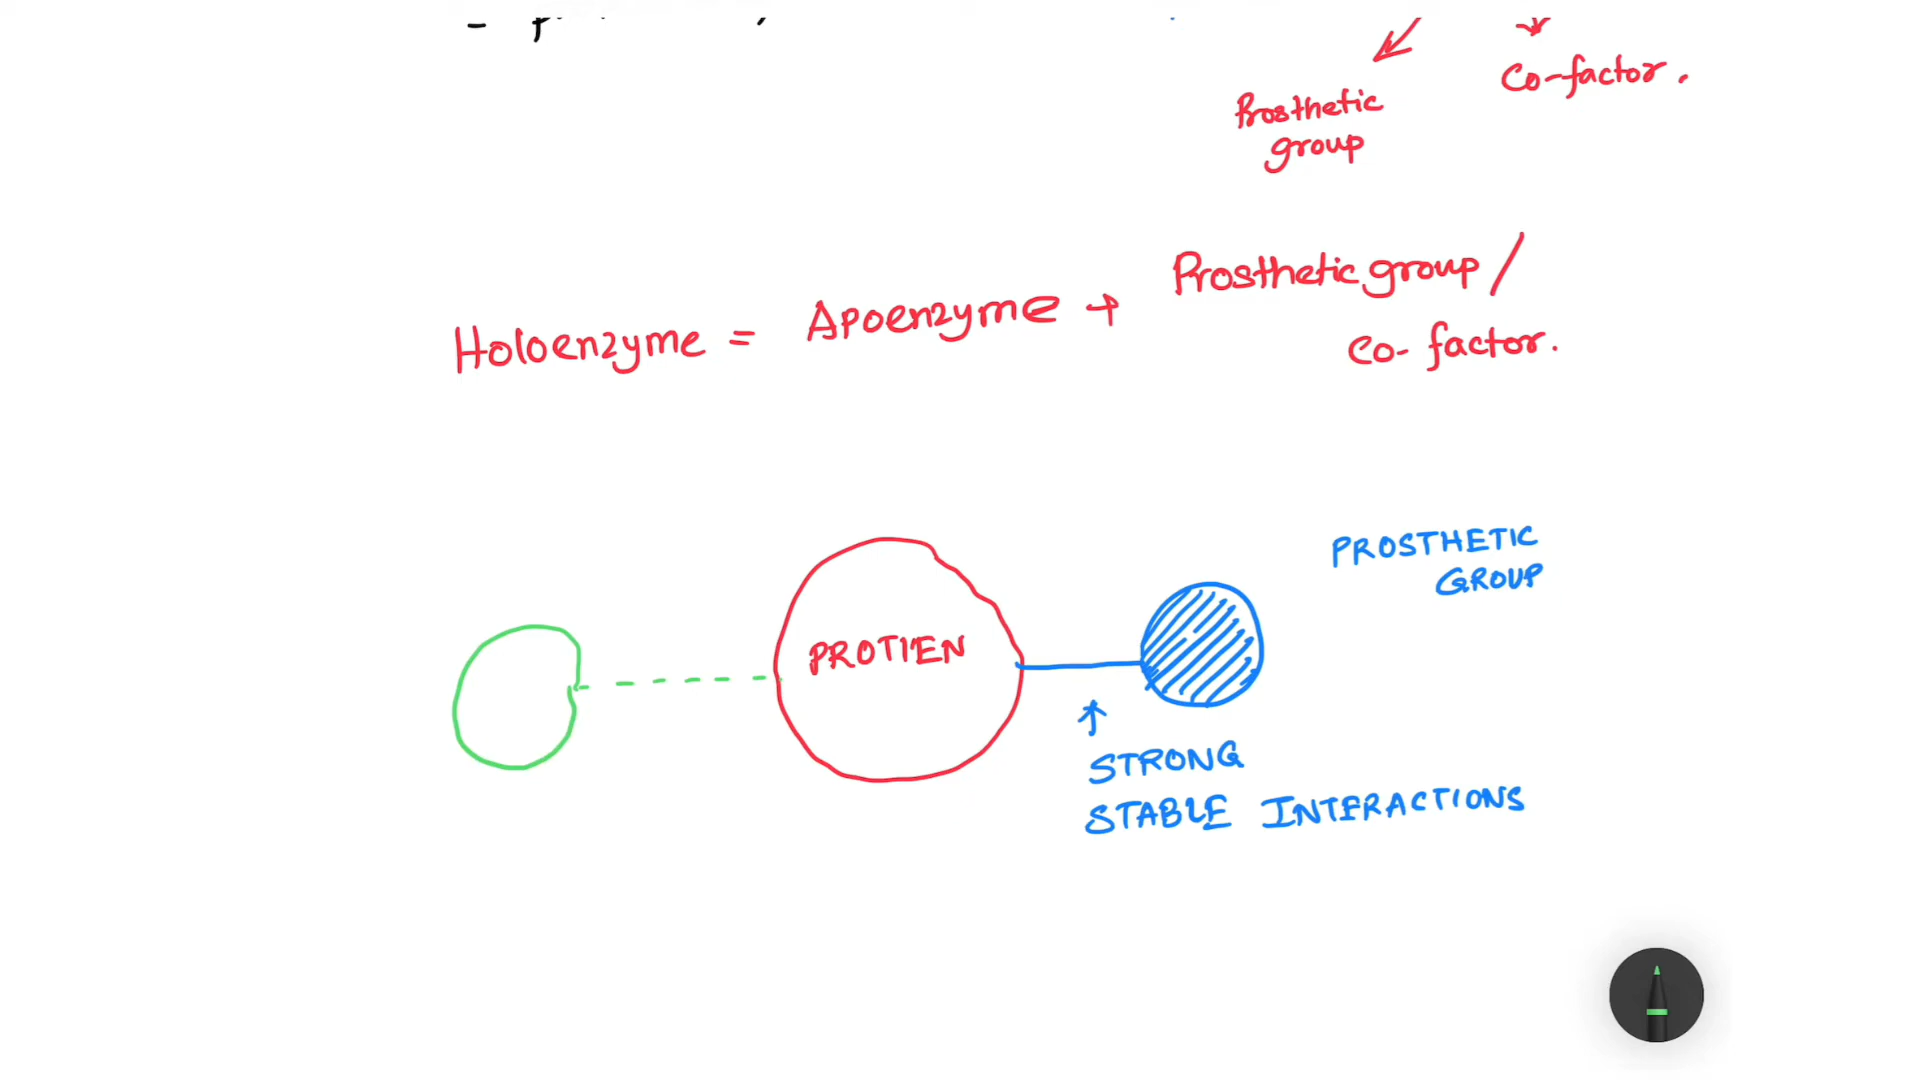 Co-factor.
Prosthetic
group
Prosthetic group /
Holoenzyme = Apoenzyme +
Co-factor.
PROSTHETIC
GROUP
PROTIEN
STRONG
STABLE INTERACTIONS